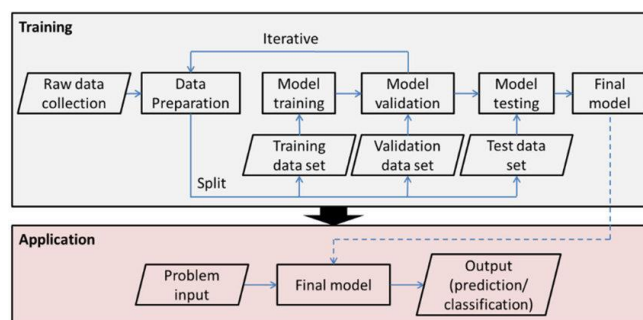 Training
Iterative
Raw data
collection
Data
Preparation
Model
training
Model
validation
Model
testing
Final
model
Training
data set
Validation
data set
Test data
set
Split
Application
Problem
input
Final model
Output
(prediction/
classification)